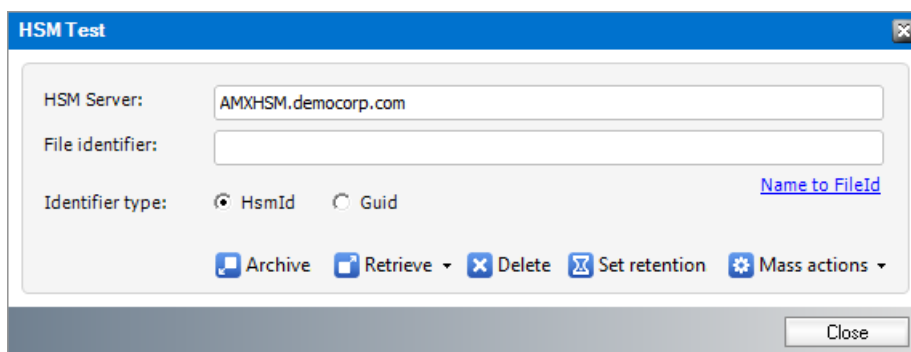 HSM Test
HSM Server: AMXHSM.democorp.com
File identifier:
Name to FileId
Identifier type: HsmId Guid
Archive Retrieve Delete Set retention Mass actions
Close